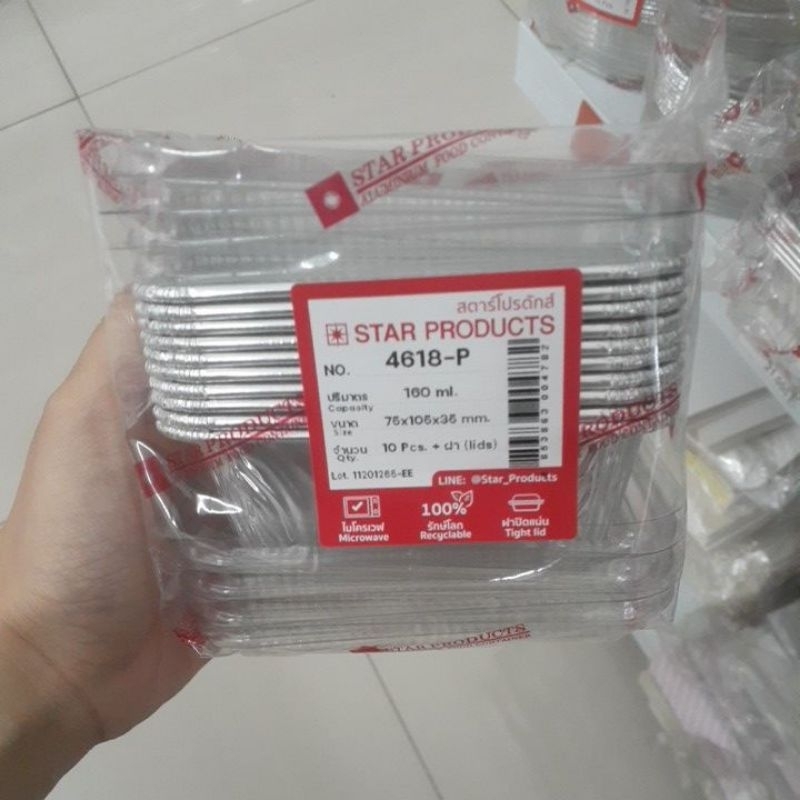 STAR PRODUCTS
ALUMINIUM FOOD
สตาร์โปรดักส์
STAR PRODUCTS
NO. 4618-P
ปริมาตร 160 ml.
Capacity
ขนาด 75x105x35 mm.
Size
จำนวน 10 Pcs. + ฝา (lids)
Qty.
Lot. 11201265-EE
LINE: @Star_Products
ไมโครเวฟ
Microwave
100%
รักษ์โลก
Recyclable
ฝาปิดแน่น
Tight lid
STAR PRODUCTS
STAR PRODUCTS